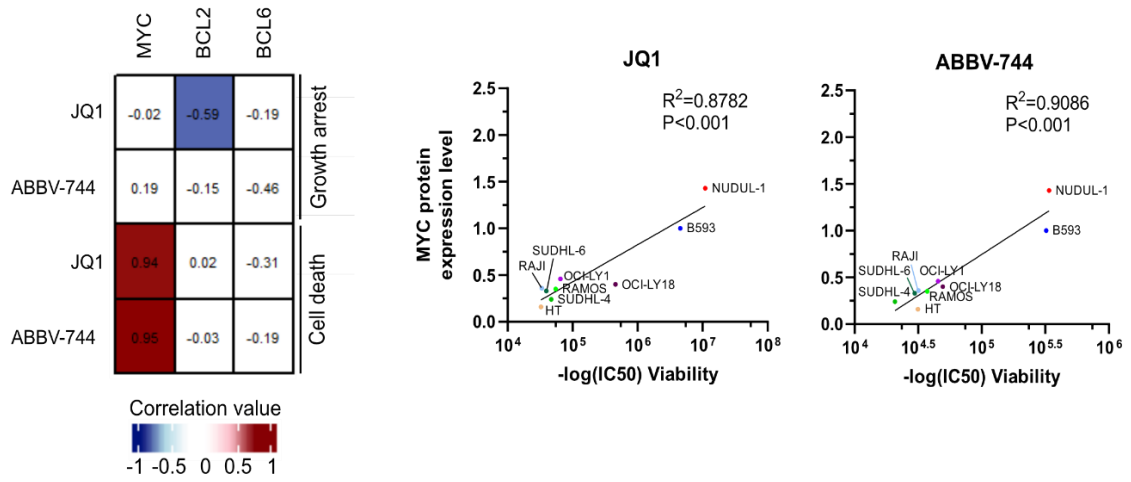 MYC BCL2 BCL6
JQ1 -0.02 -0.59 -0.19
ABBV-744 0.19 -0.15 -0.46
Growth arrest
JQ1 0.94 0.02 -0.31
ABBV-744 0.95 -0.03 -0.19
Cell death
Correlation value
-1 -0.5 0 0.5 1
JQ1
R²=0.8782
P<0.001
MYC protein
expression level
2.5
2.0
1.5
1.0
0.5
0.0
NUDUL-1
B593
SUDHL-6
RAJI
OCI-LY1
OCI-LY18
RAMOS
SUDHL-4
HT
10⁴ 10⁵ 10⁶ 10⁷ 10⁸
-log(IC50) Viability
ABBV-744
R²=0.9086
P<0.001
2.5
2.0
1.5
1.0
0.5
0.0
NUDUL-1
B593
RAJI
SUDHL-6 OCI-LY1
SUDHL-4
OCI-LY18
RAMOS
HT
10⁴ 10⁴·⁵ 10⁵ 10⁵·⁵ 10⁶
-log(IC50) Viability